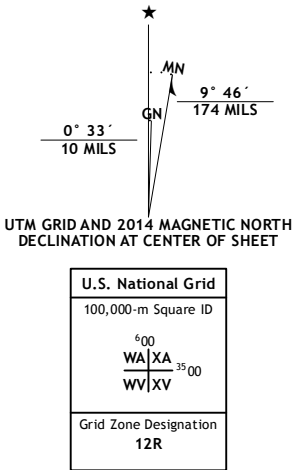 ★
MN
GN
9° 46´
174 MILS
0° 33´
10 MILS
UTM GRID AND 2014 MAGNETIC NORTH
DECLINATION AT CENTER OF SHEET
U.S. National Grid
100,000-m Square ID
⁶00
WA XA
³⁵00
WV XV
Grid Zone Designation
12R